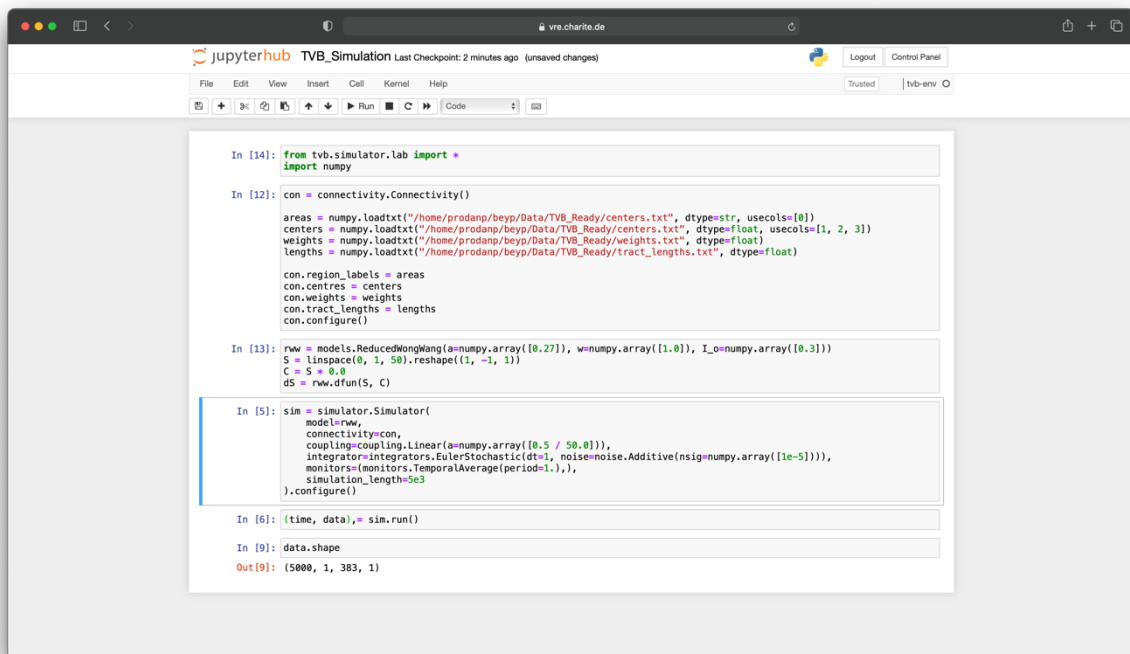 vre.charite.de
jupyterhub TVB_Simulation Last Checkpoint: 2 minutes ago (unsaved changes)
Logout Control Panel
File Edit View Insert Cell Kernel Help
Trusted tvb-env
Run Code
In [14]: from tvb.simulator.lab import *
import numpy
In [12]: con = connectivity.Connectivity()
areas = numpy.loadtxt("/home/prodanp/beyp/Data/TVB_Ready/centers.txt", dtype=str, usecols=[0])
centers = numpy.loadtxt("/home/prodanp/beyp/Data/TVB_Ready/centers.txt", dtype=float, usecols=[1, 2, 3])
weights = numpy.loadtxt("/home/prodanp/beyp/Data/TVB_Ready/weights.txt", dtype=float)
lengths = numpy.loadtxt("/home/prodanp/beyp/Data/TVB_Ready/tract_lengths.txt", dtype=float)
con.region_labels = areas
con.centres = centers
con.weights = weights
con.tract_lengths = lengths
con.configure()
In [13]: rww = models.ReducedWongWang(a=numpy.array([0.27]), w=numpy.array([1.0]), I_o=numpy.array([0.3]))
S = linspace(0, 1, 50).reshape((1, -1, 1))
C = S * 0.0
dS = rww.dfun(S, C)
In [5]: sim = simulator.Simulator(
model=rww,
connectivity=con,
coupling=coupling.Linear(a=numpy.array([0.5 / 50.0])),
integrator=integrators.EulerStochastic(dt=1, noise=noise.Additive(nsig=numpy.array([1e-5]))),
monitors=(monitors.TemporalAverage(period=1.),),
simulation_length=5e3
).configure()
In [6]: (time, data),= sim.run()
In [9]: data.shape
Out[9]: (5000, 1, 383, 1)